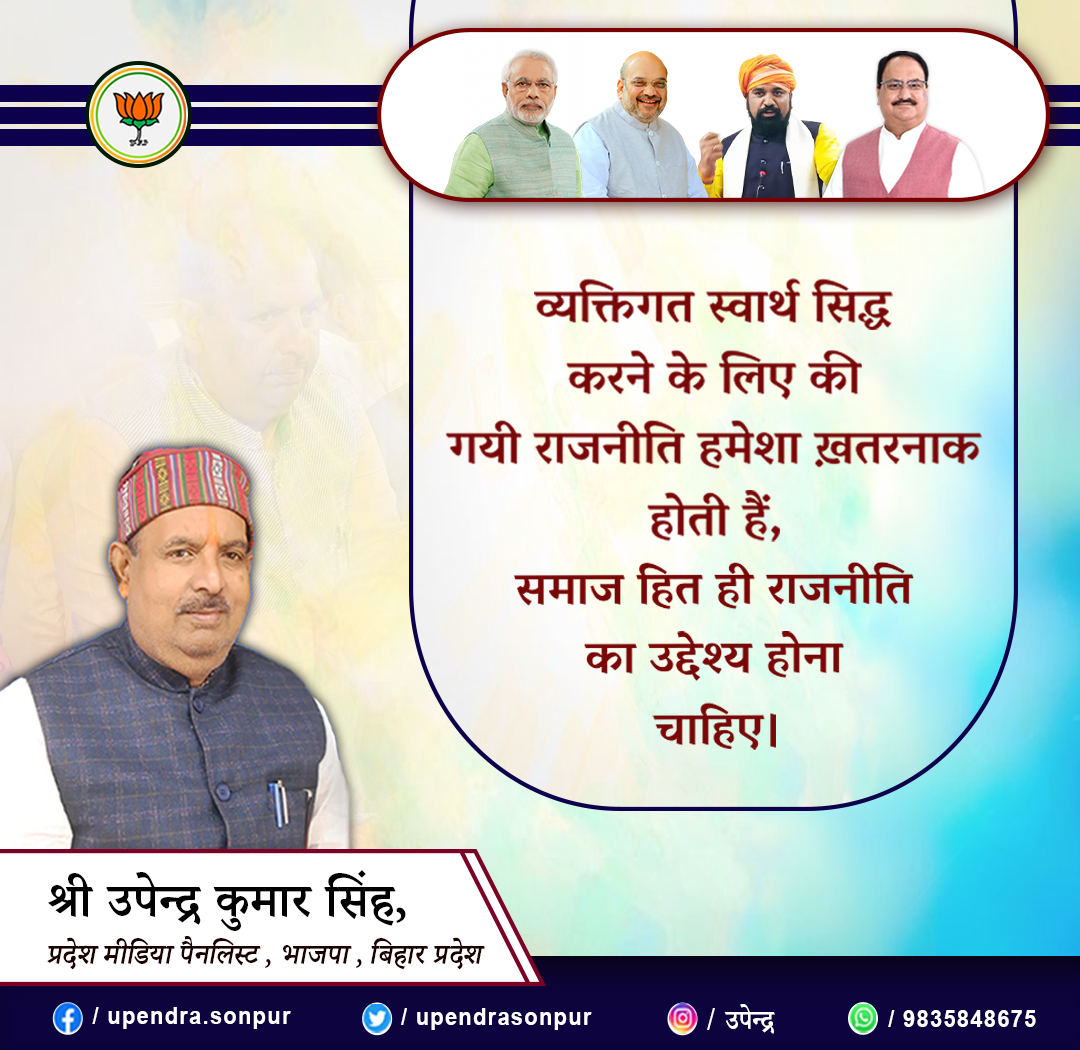 व्यक्तिगत स्वार्थ सिद्ध
करने के लिए की
गयी राजनीति हमेशा ख़तरनाक
होती हैं,
समाज हित ही राजनीति
का उद्देश्य होना
चाहिए।
श्री उपेन्द्र कुमार सिंह,
प्रदेश मीडिया पैनलिस्ट , भाजपा , बिहार प्रदेश
/ upendra.sonpur
/ upendrasonpur
/ उपेन्द्र
/ 9835848675